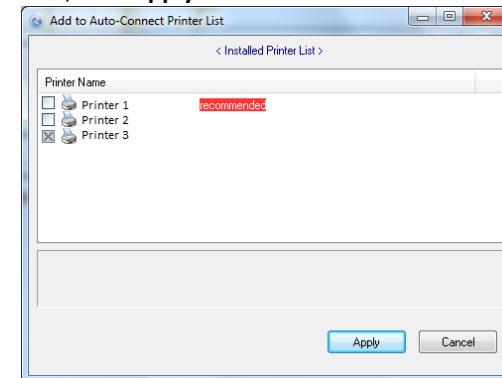 Add to Auto-Connect Printer List
< Installed Printer List >
Printer Name
Printer 1 recommended
Printer 2
Printer 3
Apply Cancel